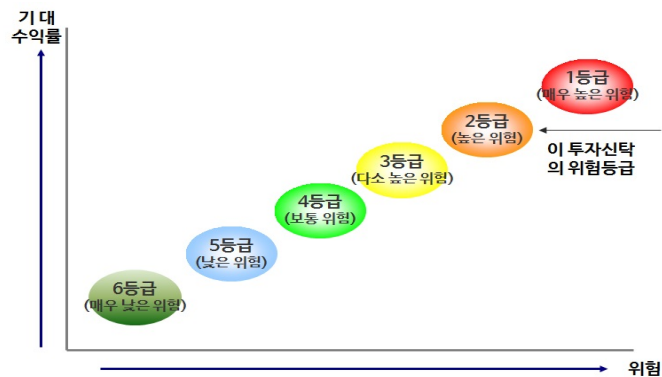 기 대
수익률
1등급
(매우 높은 위험)
2등급
(높은 위험)
이 투자신탁
의 위험등급
3등급
(다소 높은 위험)
4등급
(보통 위험)
5등급
(낮은 위험)
6등급
(매우 낮은 위험)
위험